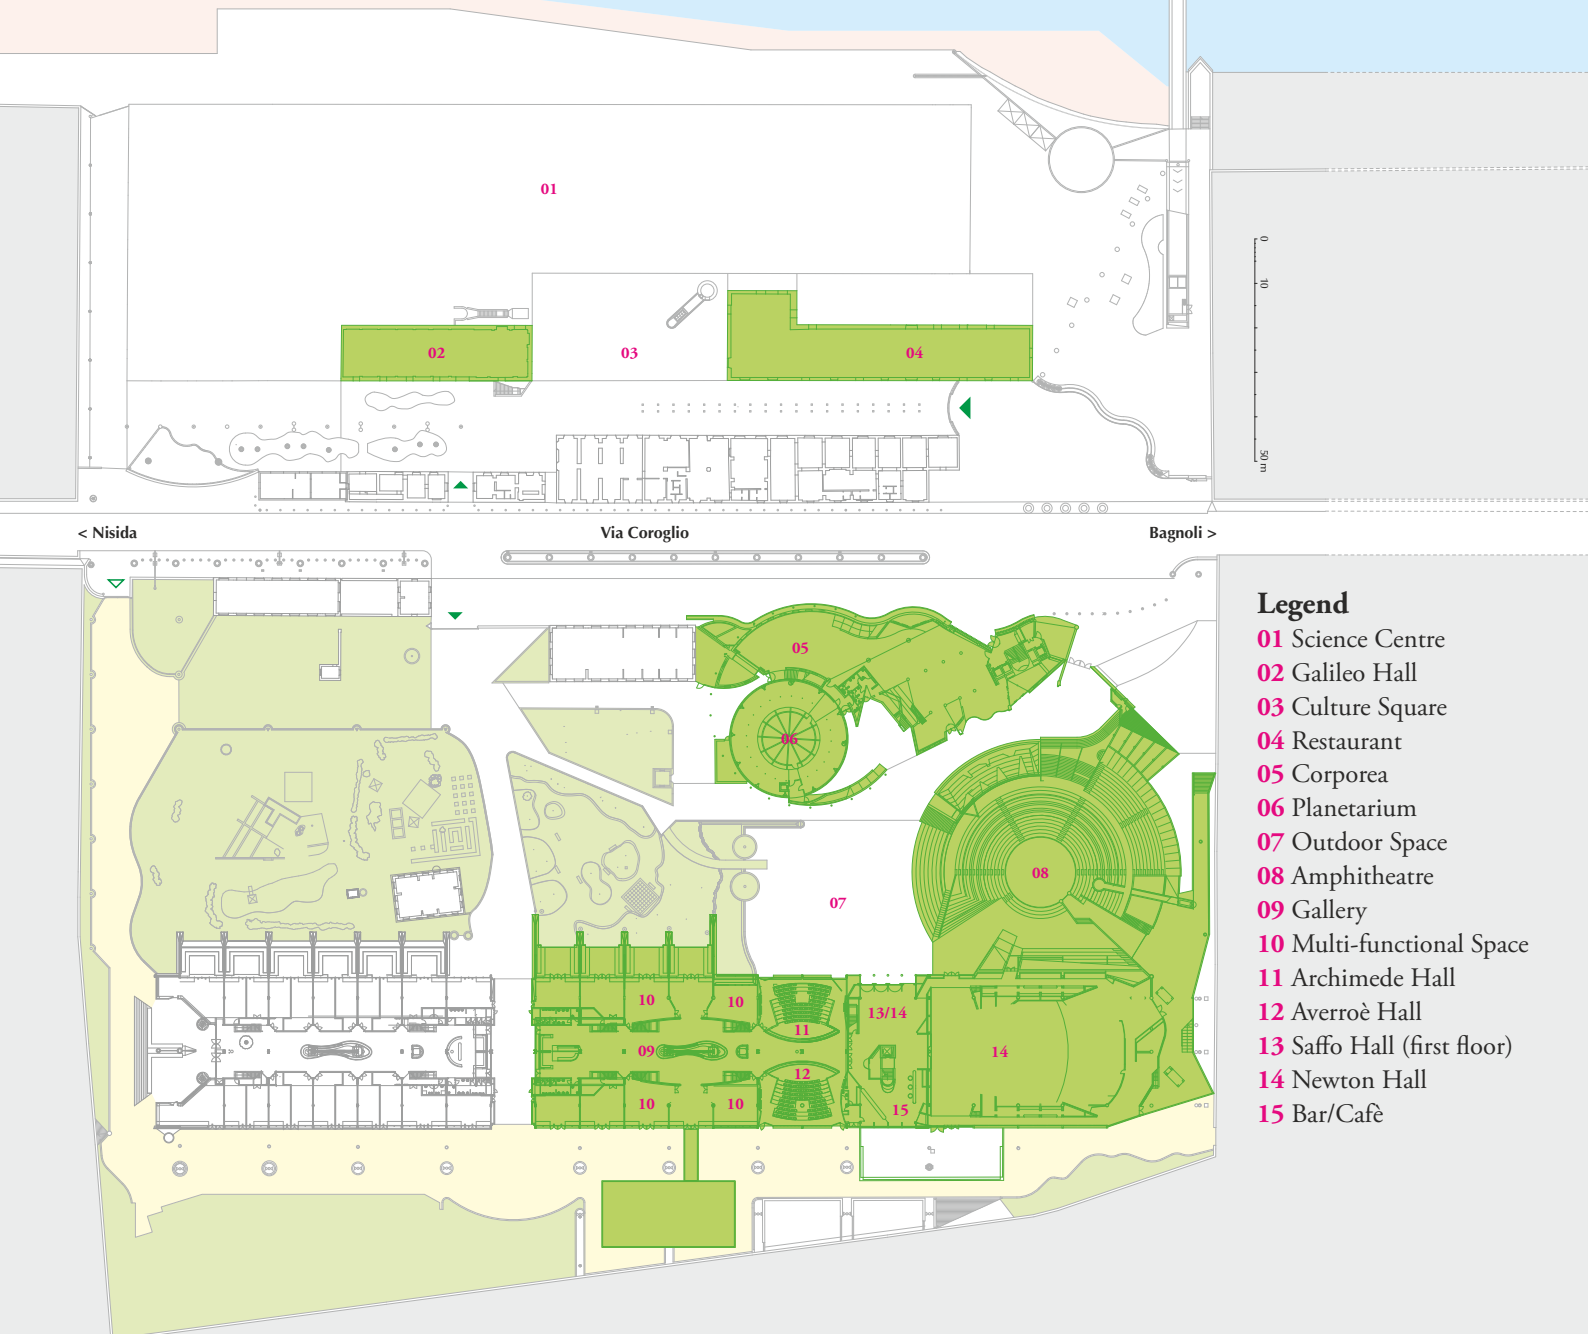 01
02
03
04
0
10
50 m
< Nisida
Via Coroglio
Bagnoli >
05
06
07
08
10
10
13/14
11
09
14
12
10
10
15
Legend
01 Science Centre
02 Galileo Hall
03 Culture Square
04 Restaurant
05 Corporea
06 Planetarium
07 Outdoor Space
08 Amphitheatre
09 Gallery
10 Multi-functional Space
11 Archimede Hall
12 Averroè Hall
13 Saffo Hall (first floor)
14 Newton Hall
15 Bar/Cafè